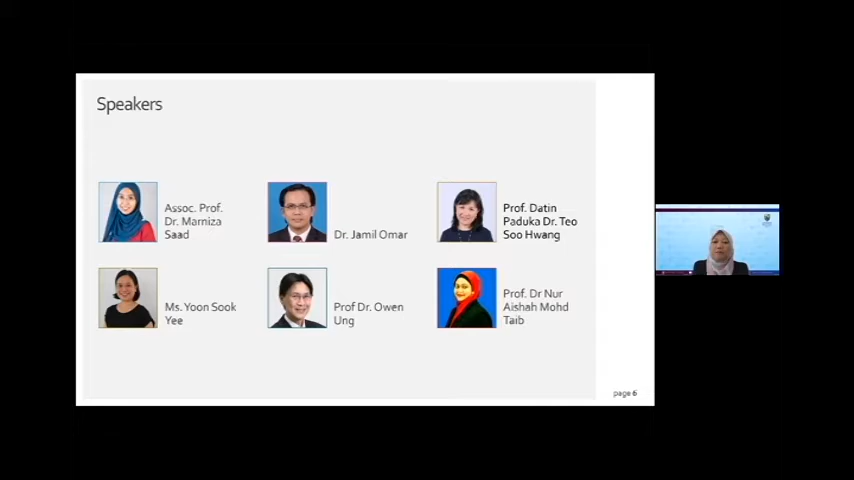 Speakers
Assoc. Prof.
Dr. Marniza
Saad
Dr. Jamil Omar
Prof. Datin
Paduka Dr. Teo
Soo Hwang
Ms. Yoon Sook
Yee
Prof Dr. Owen
Ung
Prof. Dr Nur
Aishah Mohd
Taib
page 6